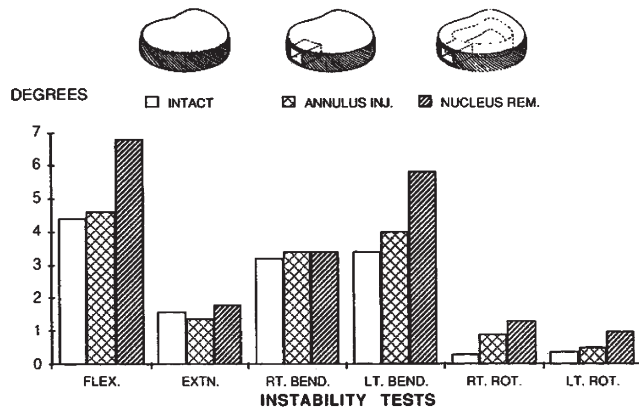 DEGREES
INTACT
ANNULUS INJ.
NUCLEUS REM.
7
6
5
4
3
2
1
0
FLEX.
EXTN.
RT. BEND.
LT. BEND.
RT. ROT.
LT. ROT.
INSTABILITY TESTS